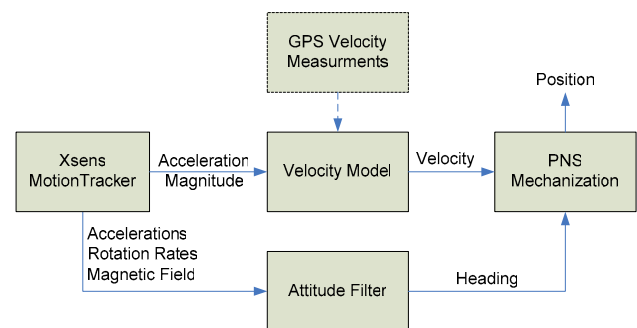 GPS Velocity
Measurments
Position
Xsens
MotionTracker
Acceleration
Magnitude
Velocity Model
Velocity
PNS
Mechanization
Accelerations
Rotation Rates
Magnetic Field
Attitude Filter
Heading